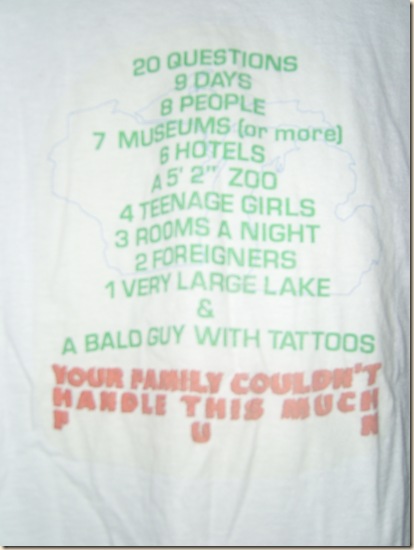 20 QUESTIONS
9 DAYS
8 PEOPLE
7 MUSEUMS (or more)
6 HOTELS
A 5' 2" ZOO
4 TEENAGE GIRLS
3 ROOMS A NIGHT
2 FOREIGNERS
1 VERY LARGE LAKE
&
A BALD GUY WITH TATTOOS
YOUR FAMILY COULDN'T
HANDLE THIS MUCH
F U N